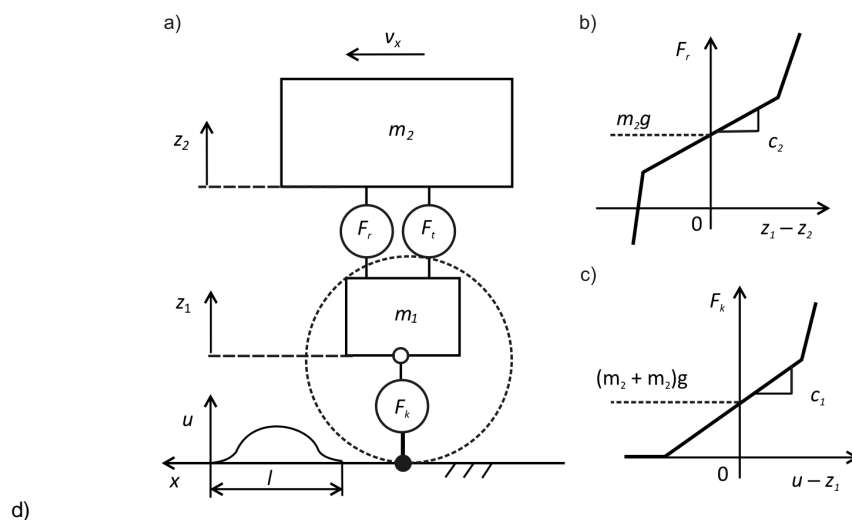 a)
v_x
m_2
z_2
F_r
F_t
z_1
m_1
u
F_k
x
l
d)
b)
F_r
m_2g
c_2
0
z_1 – z_2
c)
F_k
(m_2 + m_2)g
c_1
0
u – z_1